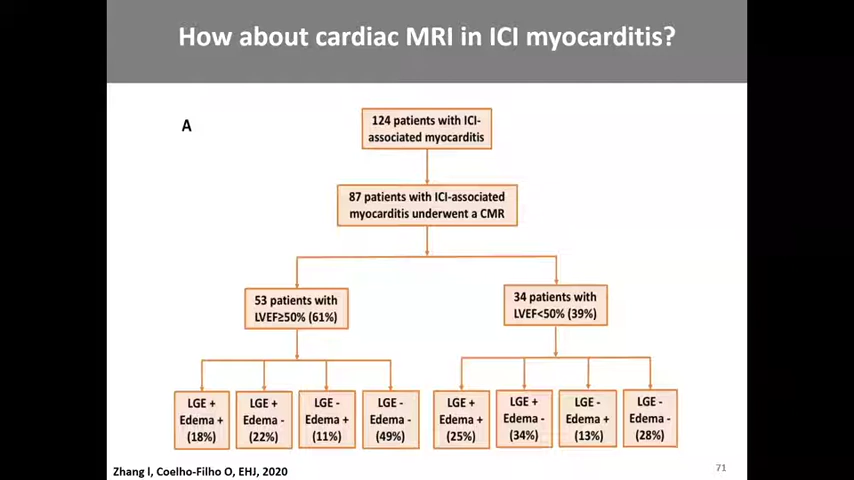 How about cardiac MRI in ICI myocarditis?
A
124 patients with ICI-
associated myocarditis
87 patients with ICI-associated
myocarditis underwent a CMR
53 patients with
LVEF≥50% (61%)
34 patients with
LVEF<50% (39%)
LGE +
Edema +
(18%)
LGE +
Edema -
(22%)
LGE -
Edema +
(11%)
LGE -
Edema -
(49%)
LGE +
Edema +
(25%)
LGE +
Edema -
(34%)
LGE -
Edema +
(13%)
LGE -
Edema -
(28%)
Zhang l, Coelho-Filho O, EHJ, 2020
71